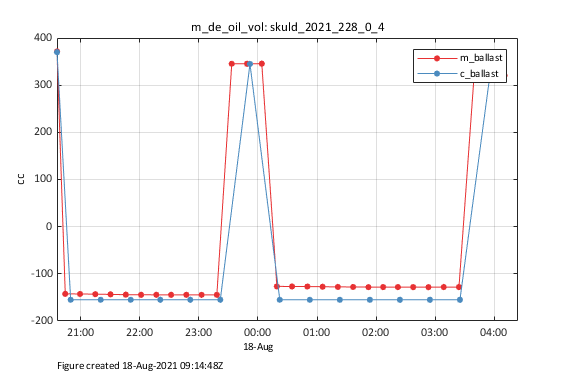 m_de_oil_vol: skuld_2021_228_0_4
400
300
200
100
0
-100
-200
cc
m_ballast
c_ballast
21:00 22:00 23:00 00:00 01:00 02:00 03:00 04:00
18-Aug
Figure created 18-Aug-2021 09:14:48Z